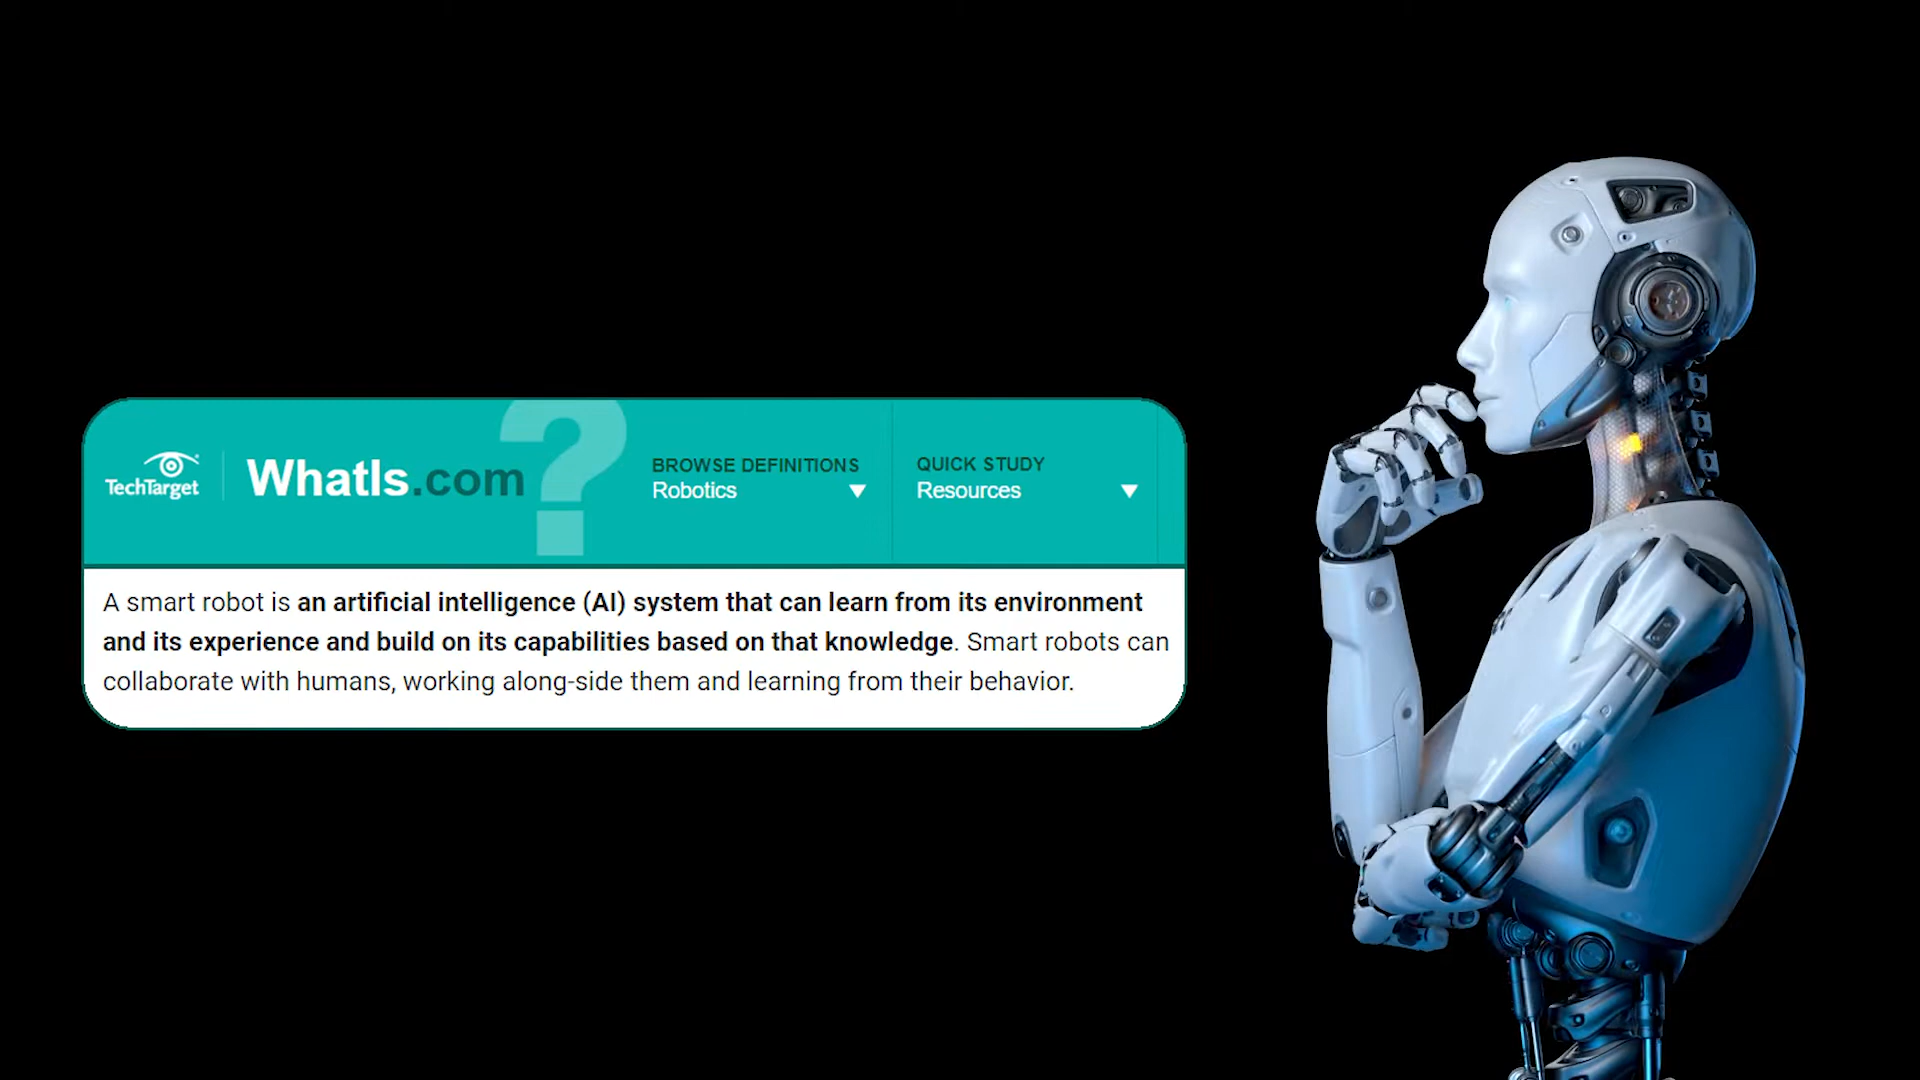 TechTarget
WhatIs.com
?
BROWSE DEFINITIONS
Robotics
QUICK STUDY
Resources
A smart robot is an artificial intelligence (AI) system that can learn from its environment
and its experience and build on its capabilities based on that knowledge. Smart robots can
collaborate with humans, working along-side them and learning from their behavior.